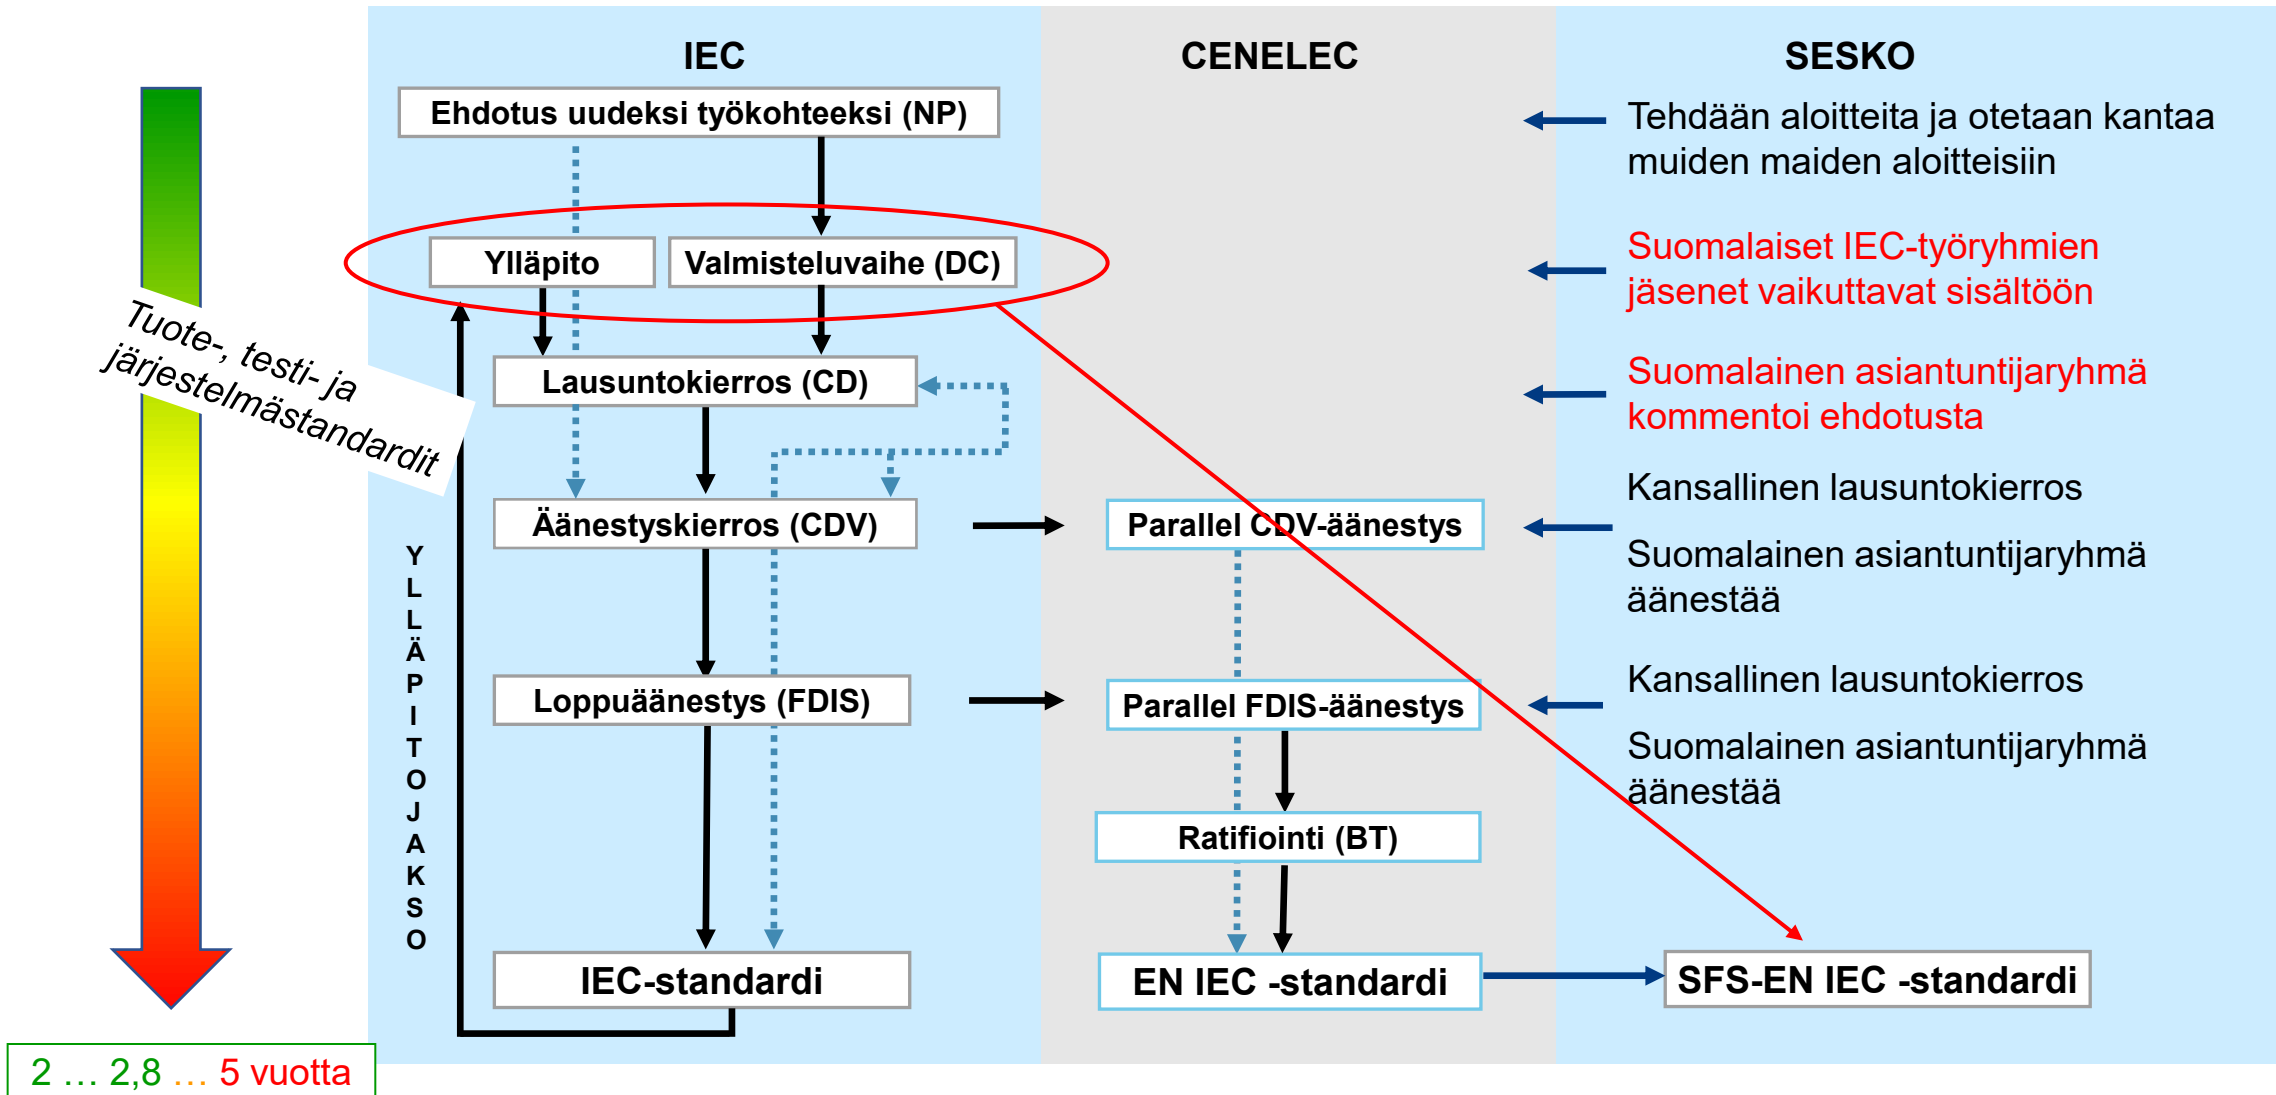 IEC
CENELEC
SESKO
Ehdotus uudeksi työkohteeksi (NP)
Tehdään aloitteita ja otetaan kantaa
muiden maiden aloitteisiin
Ylläpito
Valmisteluvaihe (DC)
Suomalaiset IEC-työryhmien
jäsenet vaikuttavat sisältöön
Tuote-, testi- ja
järjestelmästandardit
Lausuntokierros (CD)
Suomalainen asiantuntijaryhmä
kommentoi ehdotusta
Äänestyskierros (CDV)
Parallel CDV-äänestys
Kansallinen lausuntokierros
Suomalainen asiantuntijaryhmä
äänestää
YLLÄPITOJAKSO
Loppuäänestys (FDIS)
Parallel FDIS-äänestys
Kansallinen lausuntokierros
Suomalainen asiantuntijaryhmä
äänestää
Ratifiointi (BT)
IEC-standardi
EN IEC -standardi
SFS-EN IEC -standardi
2 … 2,8 … 5 vuotta